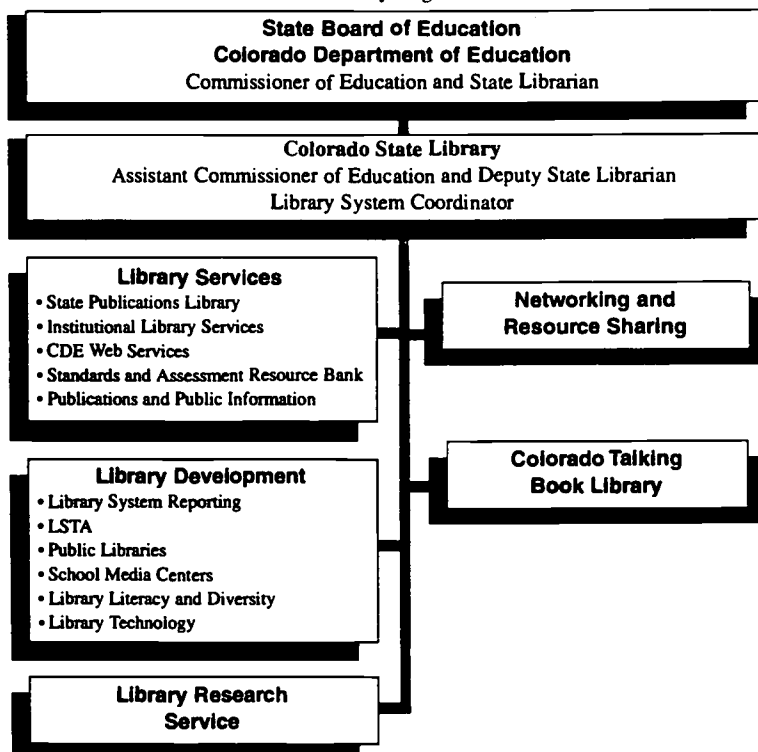 State Board of Education
Colorado Department of Education
Commissioner of Education and State Librarian
Colorado State Library
Assistant Commissioner of Education and Deputy State Librarian
Library System Coordinator
Library Services
• State Publications Library
• Institutional Library Services
• CDE Web Services
• Standards and Assessment Resource Bank
• Publications and Public Information
Networking and
Resource Sharing
Library Development
• Library System Reporting
• LSTA
• Public Libraries
• School Media Centers
• Library Literacy and Diversity
• Library Technology
Colorado Talking
Book Library
Library Research
Service